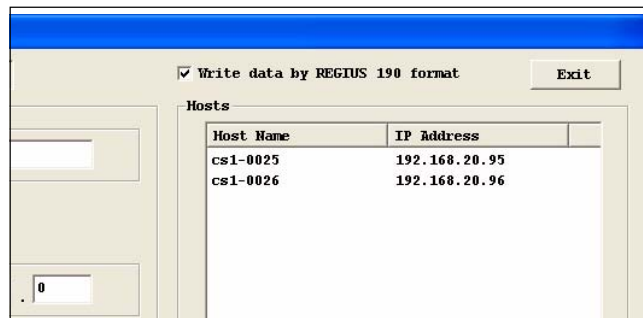 Write data by REGIUS 190 format
Exit
Hosts
Host Name IP Address
cs1-0025 192.168.20.95
cs1-0026 192.168.20.96
. 0